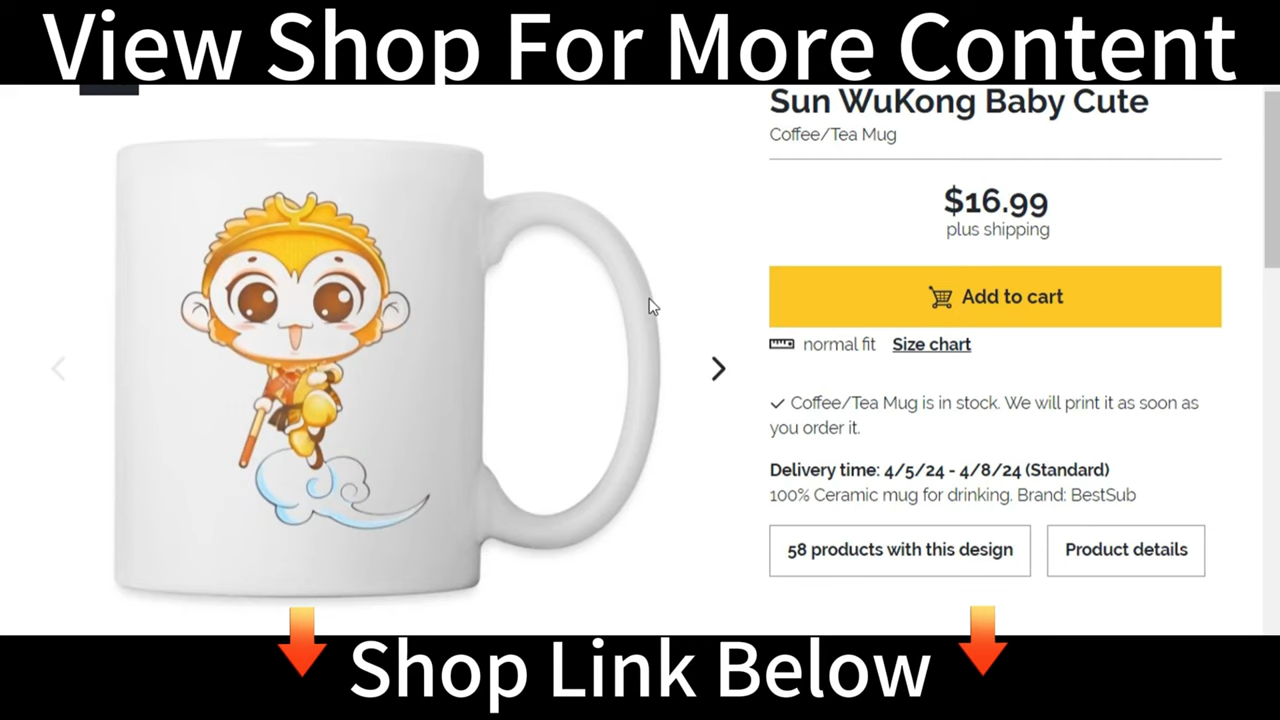 View Shop For More Content
Sun WuKong Baby Cute
Coffee/Tea Mug
$16.99
plus shipping
Add to cart
normal fit Size chart
✓ Coffee/Tea Mug is in stock. We will print it as soon as
you order it.
Delivery time: 4/5/24 - 4/8/24 (Standard)
100% Ceramic mug for drinking. Brand: BestSub
58 products with this design
Product details
Shop Link Below